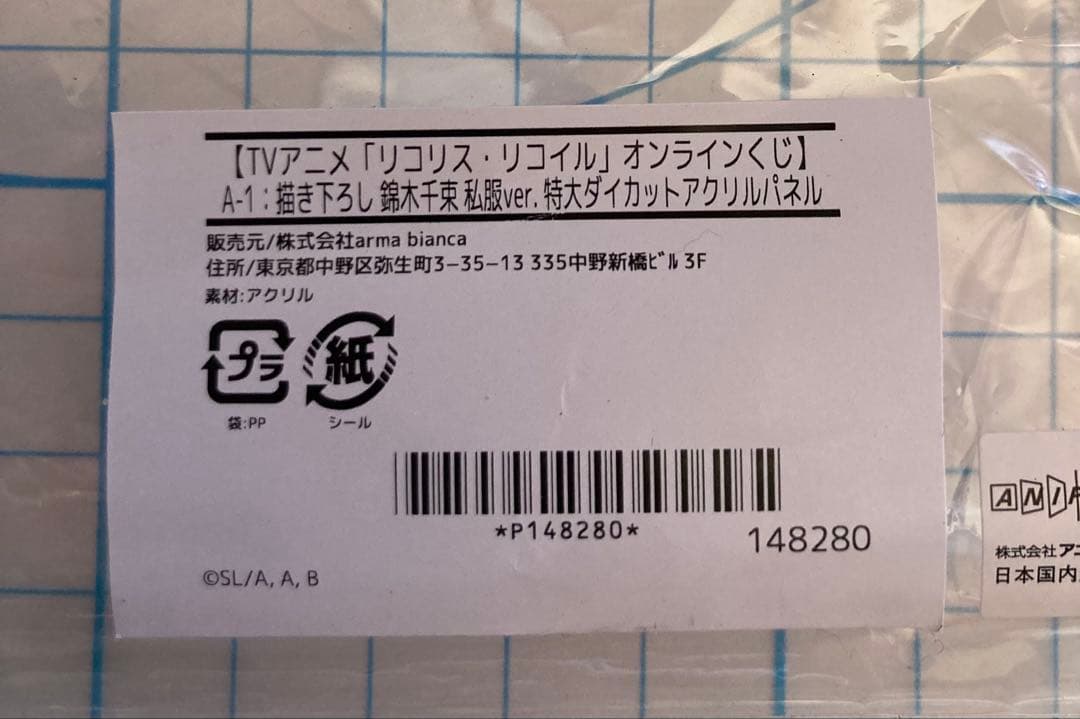 【TVアニメ「リコリス・リコイル」オンラインくじ】
A-1：描き下ろし 錦木千束 私服ver. 特大ダイカットアクリルパネル
販売元/株式会社arma bianca
住所/東京都中野区弥生町3-35-13 335中野新橋ﾋﾞﾙ 3F
素材:アクリル
プラ
紙
袋:PP
シール
*P148280*
148280
©SL/A, A, B
ANI
株式会社アニ
日本国内